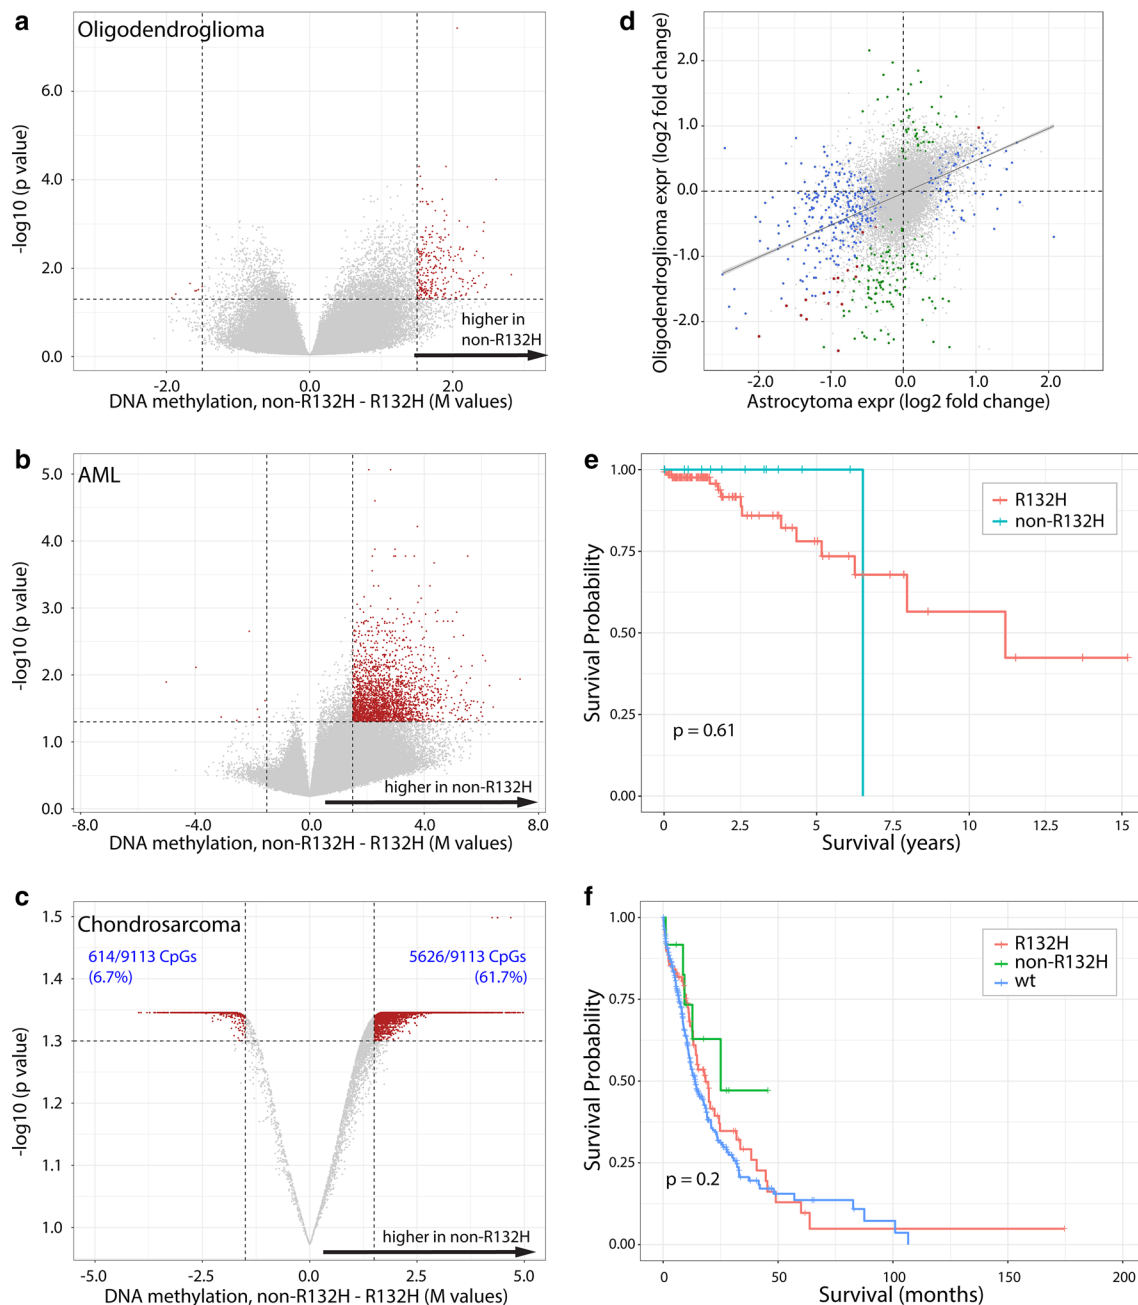 a
Oligodendroglioma
-log10 (p value)
6.0
4.0
2.0
0.0
higher in
non-R132H
-2.0
0.0
2.0
DNA methylation, non-R132H - R132H (M values)
b
AML
-log10 (p value)
5.0
4.0
3.0
2.0
1.0
0.0
higher in non-R132H
-8.0
-4.0
0.0
4.0
8.0
DNA methylation, non-R132H - R132H (M values)
c
Chondrosarcoma
614/9113 CpGs
(6.7%)
5626/9113 CpGs
(61.7%)
-log10 (p value)
1.5
1.4
1.3
1.2
1.1
1.0
higher in non-R132H
-5.0
-2.5
0.0
2.5
5.0
DNA methylation, non-R132H - R132H (M values)
d
Oligodendroglioma expr (log2 fold change)
2.0
1.0
0.0
-1.0
-2.0
-2.0
-1.0
0.0
1.0
2.0
Astrocytoma expr (log2 fold change)
e
Survival Probability
1.00
0.75
0.50
0.25
0.00
R132H
non-R132H
p = 0.61
0
2.5
5
7.5
10
12.5
15
Survival (years)
f
Survival Probability
1.00
0.75
0.50
0.25
0.00
R132H
non-R132H
wt
p = 0.2
0
50
100
150
200
Survival (months)